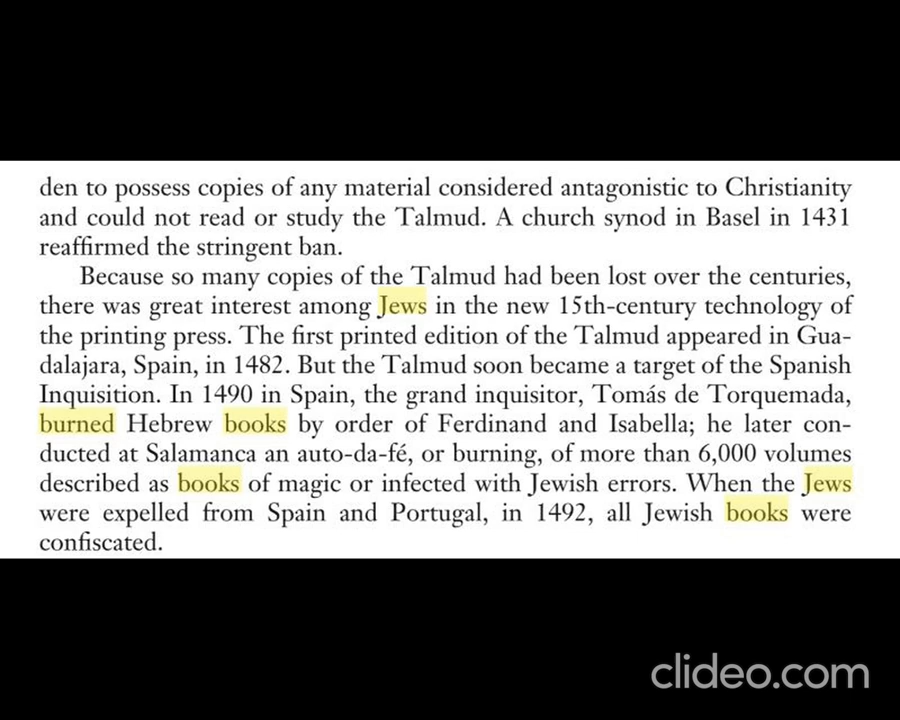 den to possess copies of any material considered antagonistic to Christianity
and could not read or study the Talmud. A church synod in Basel in 1431
reaffirmed the stringent ban.
Because so many copies of the Talmud had been lost over the centuries,
there was great interest among Jews in the new 15th-century technology of
the printing press. The first printed edition of the Talmud appeared in Gua-
dalajara, Spain, in 1482. But the Talmud soon became a target of the Spanish
Inquisition. In 1490 in Spain, the grand inquisitor, Tomás de Torquemada,
burned Hebrew books by order of Ferdinand and Isabella; he later con-
ducted at Salamanca an auto-da-fé, or burning, of more than 6,000 volumes
described as books of magic or infected with Jewish errors. When the Jews
were expelled from Spain and Portugal, in 1492, all Jewish books were
confiscated.
clideo.com